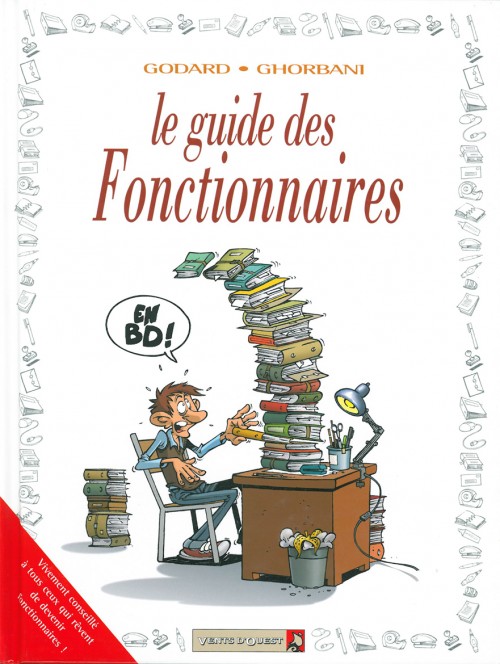 GODARD • GHORBANI
le guide des
Fonctionnaires
EN
BD!
Vivement conseillé
à tous ceux qui rêvent
de devenir
fonctionnaires !
VENTS D'OUEST